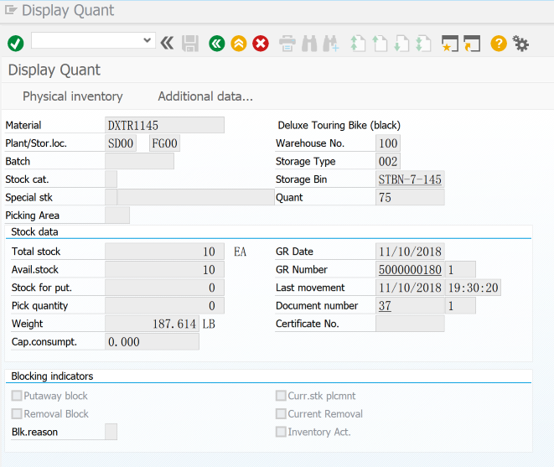 Display Quant
Display Quant
Physical inventory Additional data...
Material DXTR1145 Deluxe Touring Bike (black)
Plant/Stor.loc. SD00 FG00 Warehouse No. 100
Batch Storage Type 002
Stock cat. Storage Bin STBN-7-145
Special stk Quant 75
Picking Area
Stock data
Total stock 10 EA GR Date 11/10/2018
Avail.stock 10 GR Number 5000000180 1
Stock for put. 0 Last movement 11/10/2018 19:30:20
Pick quantity 0 Document number 37 1
Weight 187.614 LB Certificate No.
Cap.consumpt. 0.000
Blocking indicators
Putaway block Curr.stk plcmnt
Removal Block Current Removal
Blk.reason Inventory Act.